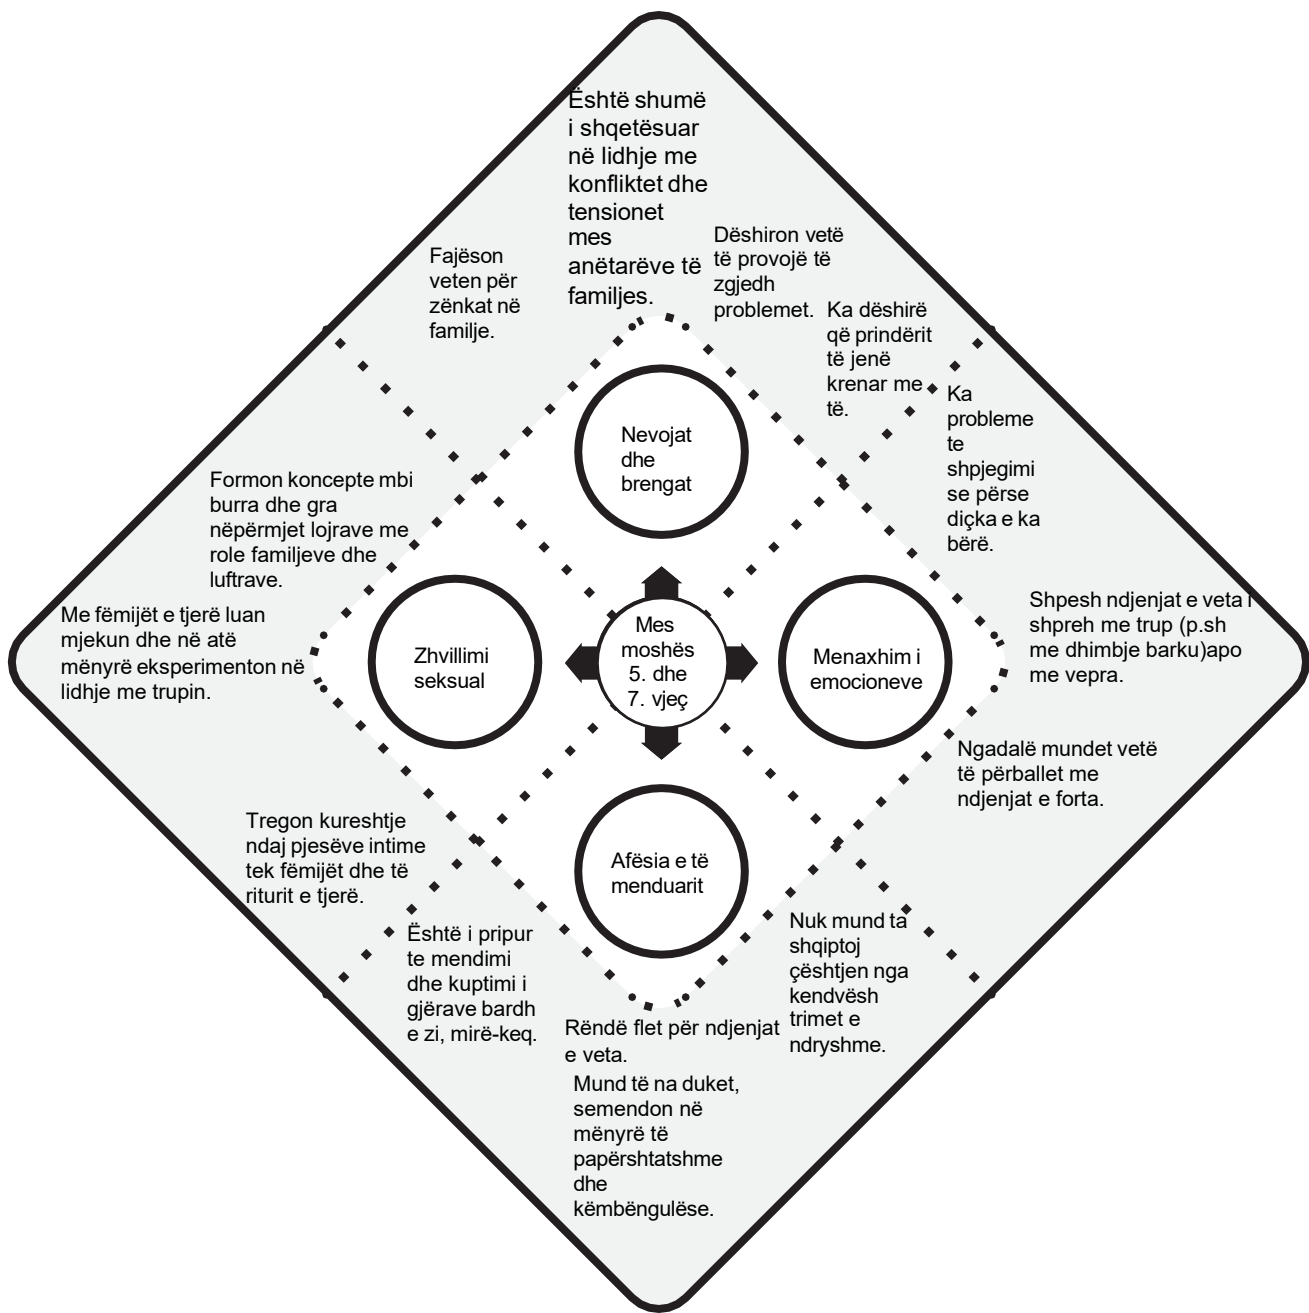 Është shumë
i shqetësuar
në lidhje me
konfliktet dhe
tensionet
mes
anëtarëve të
familjes.
Fajëson
veten për
zënkat në
familje.
Dëshiron vetë
të provojë të
zgjedh
problemet.
Ka dëshirë
që prindërit
të jenë
krenar me
të.
Ka
probleme
te
shpjegimi
se përse
diçka e ka
bërë.
Nevojat
dhe
brengat
Formon koncepte mbi
burra dhe gra
nëpërmjet lojrave me
role familjeve dhe
luftrave.
Me fëmijët e tjerë luan
mjekun dhe në atë
mënyrë eksperimenton në
lidhje me trupin.
Zhvillimi
seksual
Mes
moshës
5. dhe
7. vjeç
Menaxhim i
emocioneve
Shpesh ndjenjat e veta i
shpreh me trup (p.sh
me dhimbje barku)apo
me vepra.
Ngadalë mundet vetë
të përballet me
ndjenjat e forta.
Tregon kureshtje
ndaj pjesëve intime
tek fëmijët dhe të
riturit e tjerë.
Afësia e të
menduarit
Është i pripur
te mendimi
dhe kuptimi i
gjërave bardh
e zi, mirë-keq.
Nuk mund ta
shqiptoj
çështjen nga
kendvësh
trimet e
ndryshme.
Rëndë flet për ndjenjat
e veta.
Mund të na duket,
semendon në
mënyrë të
papërshtatshme
dhe
këmbëngulëse.